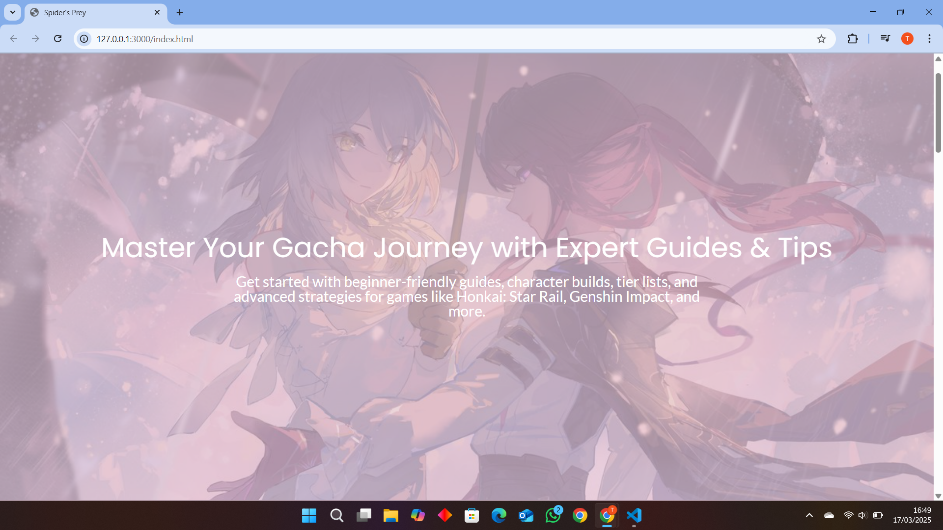 Spider's Prey
127.0.0.1:3000/index.html
T
Master Your Gacha Journey with Expert Guides & Tips
Get started with beginner-friendly guides, character builds, tier lists, and
advanced strategies for games like Honkai: Star Rail, Genshin Impact, and
more.
2
T
16:49
17/03/2025